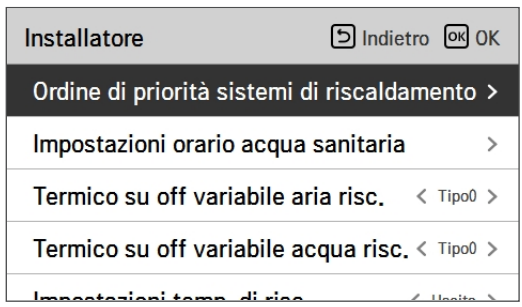 Installatore Indietro OK OK
Ordine di priorità sistemi di riscaldamento >
Impostazioni orario acqua sanitaria >
Termico su off variabile aria risc. < Tipo0 >
Termico su off variabile acqua risc. < Tipo0 >